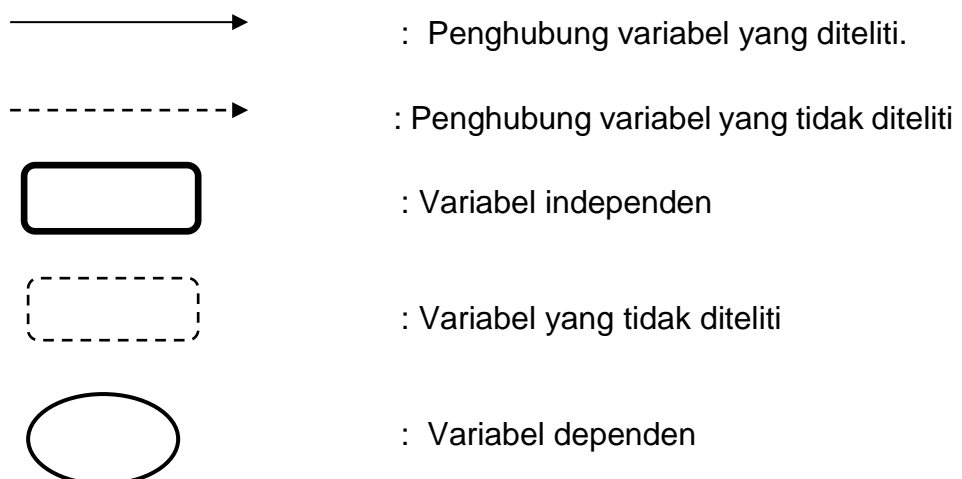 : Penghubung variabel yang diteliti.
: Penghubung variabel yang tidak diteliti
: Variabel independen
: Variabel yang tidak diteliti
: Variabel dependen